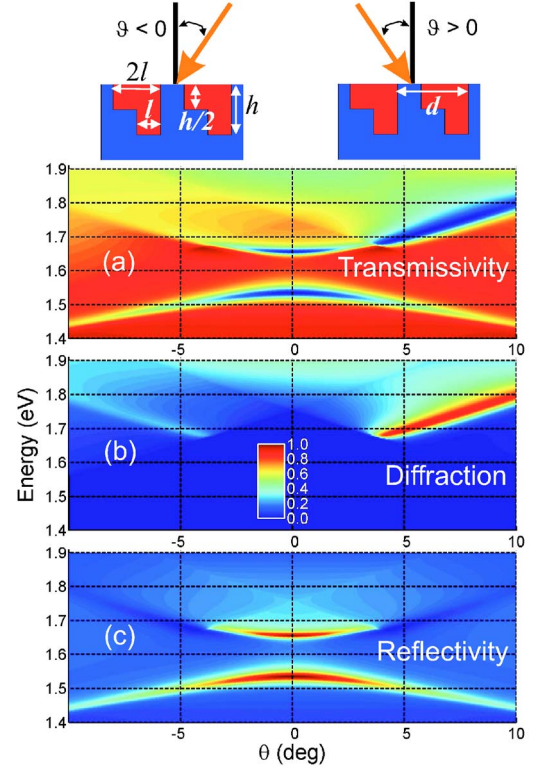 ϑ < 0
ϑ > 0
2l
l
h/2
h
d
1.9
1.8
1.7
1.6
1.5
1.4
(a)
Transmissivity
-5
0
5
10
Energy (eV)
1.9
1.8
1.7
1.6
1.5
1.4
(b)
1.0
0.8
0.6
0.4
0.2
0.0
Diffraction
-5
0
5
10
1.9
1.8
1.7
1.6
1.5
1.4
(c)
Reflectivity
-5
0
5
10
θ (deg)